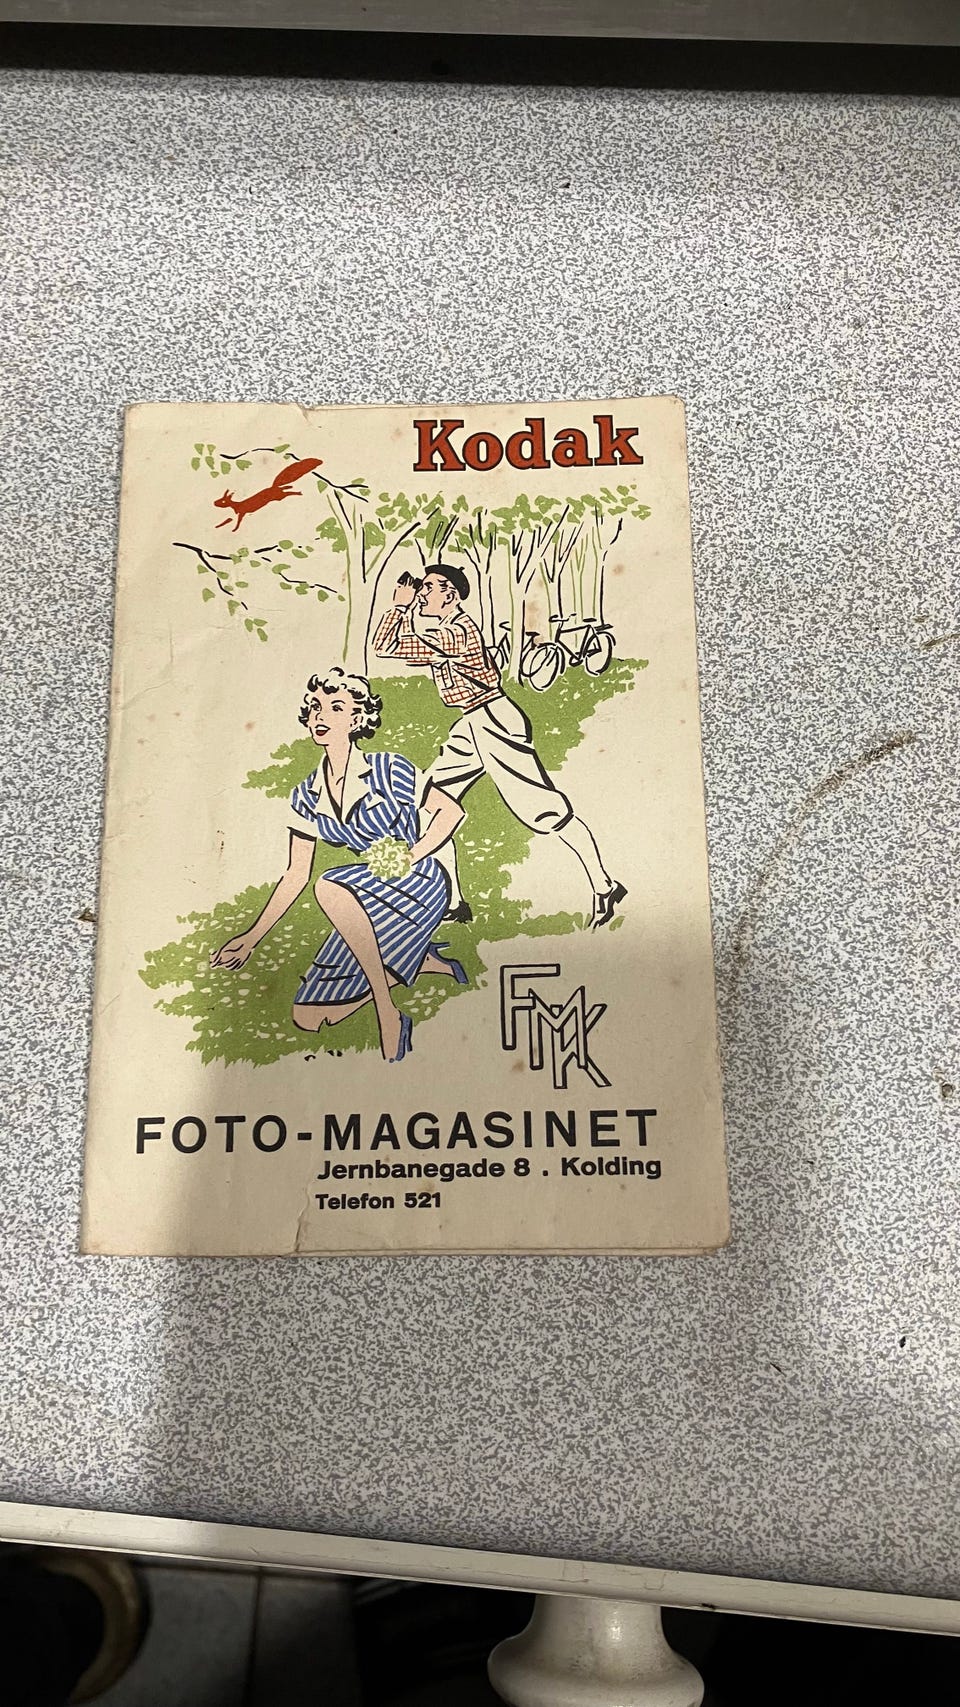 Kodak
FMK
FOTO-MAGASINET
Jernbanegade 8 . Kolding
Telefon 521